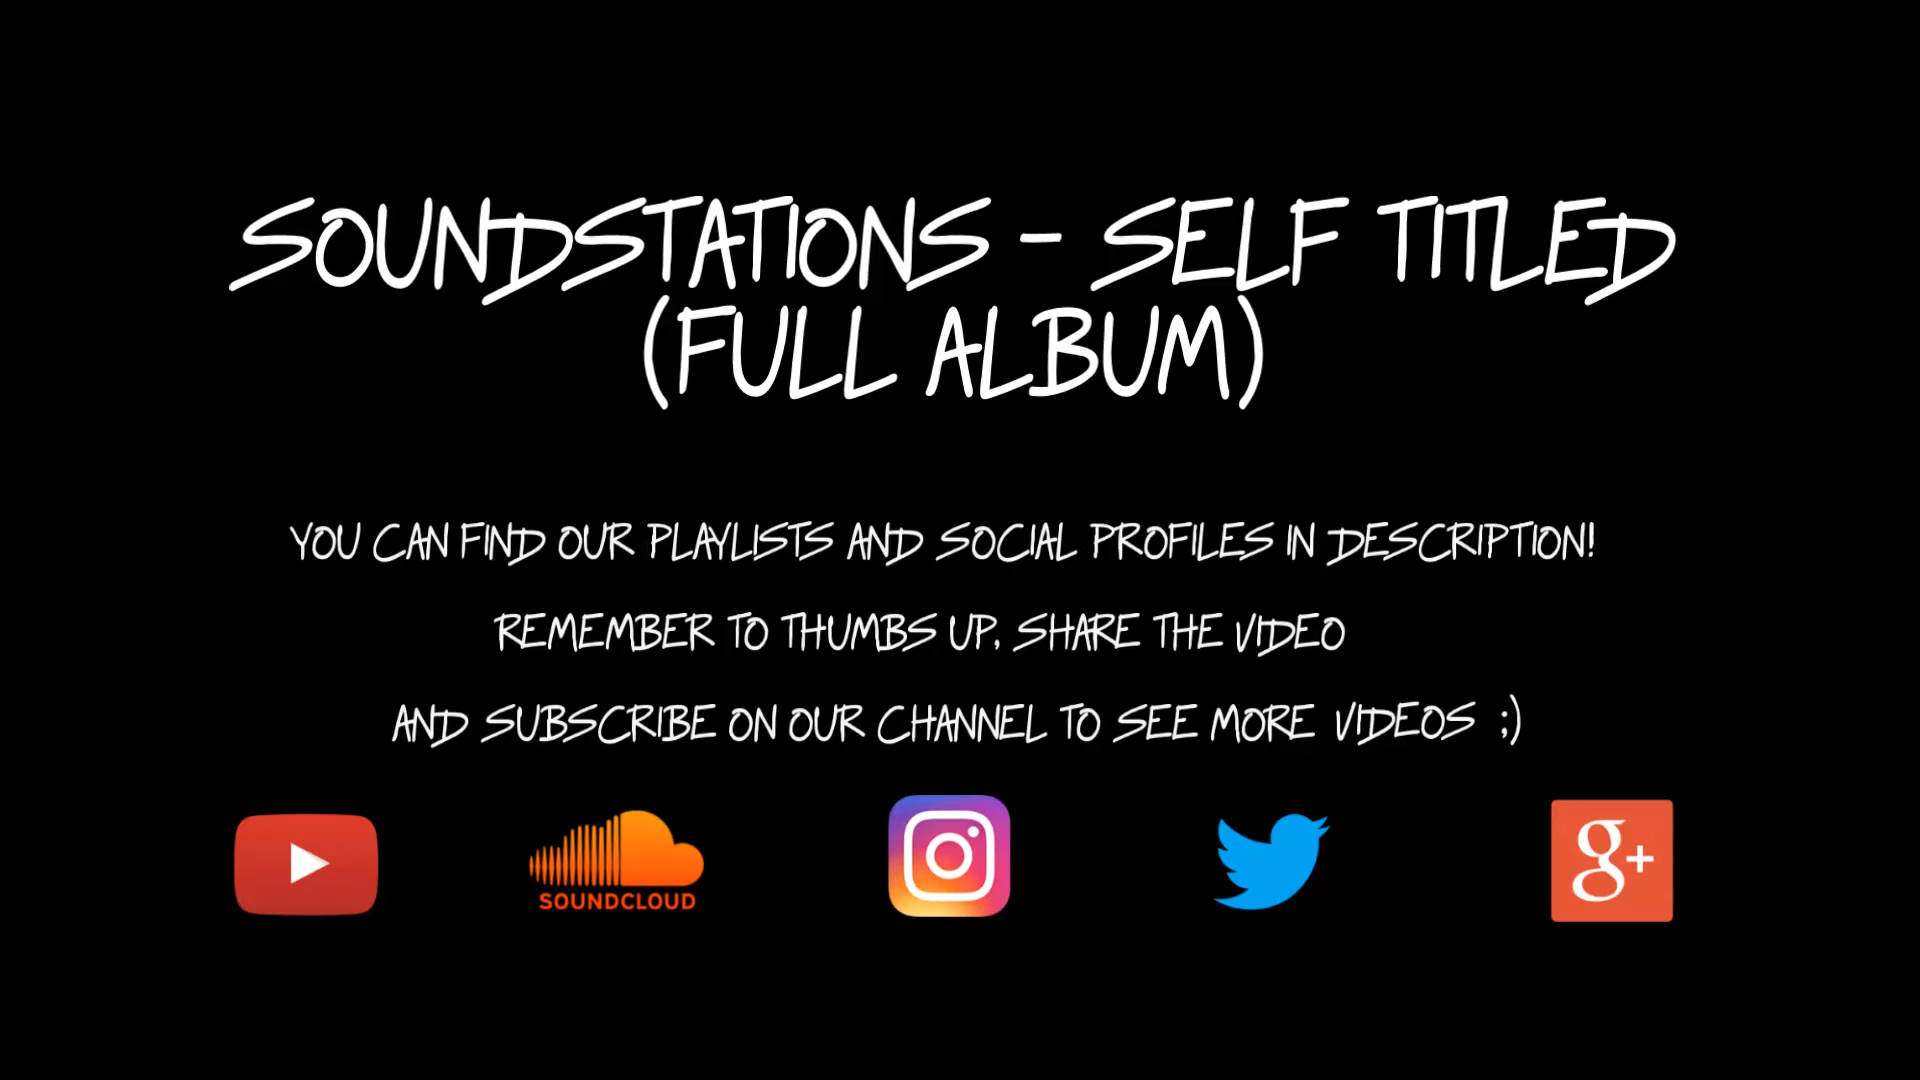 SOUNDSTATIONS - SELF TITLED
(FULL ALBUM)
YOU CAN FIND OUR PLAYLISTS AND SOCIAL PROFILES IN DESCRIPTION!
REMEMBER TO THUMBS UP, SHARE THE VIDEO
AND SUBSCRIBE ON OUR CHANNEL TO SEE MORE VIDEOS ;)
SOUNDCLOUD
g+